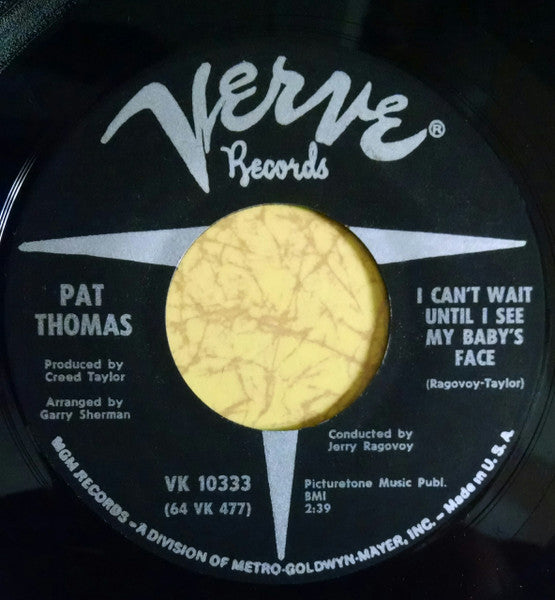 Verve®
Records
PAT
THOMAS
Produced by
Creed Taylor
Arranged by
Garry Sherman
I CAN'T WAIT
UNTIL I SEE
MY BABY'S
FACE
(Ragovoy-Taylor)
Conducted by
Jerry Ragovoy
VK 10333
(64 VK 477)
Picturetone Music Publ.
BMI
2:39
MGM RECORDS – A DIVISION OF METRO-GOLDWYN-MAYER, INC. – Made in U.S.A.